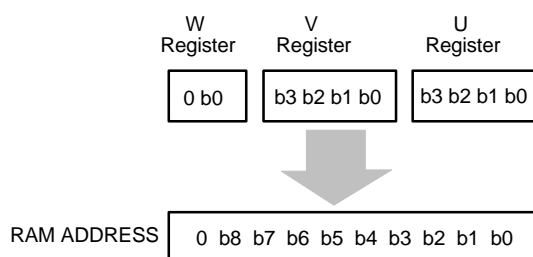 W V U
Register Register Register
0 b0 b3 b2 b1 b0 b3 b2 b1 b0
RAM ADDRESS 0 b8 b7 b6 b5 b4 b3 b2 b1 b0